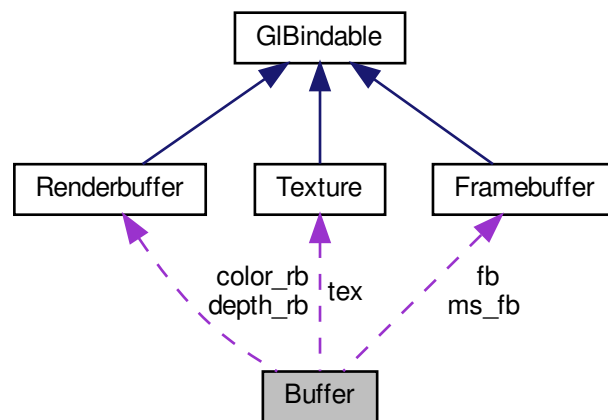 GlBindable
Renderbuffer
Texture
Framebuffer
color_rb
depth_rb
tex
fb
ms_fb
Buffer